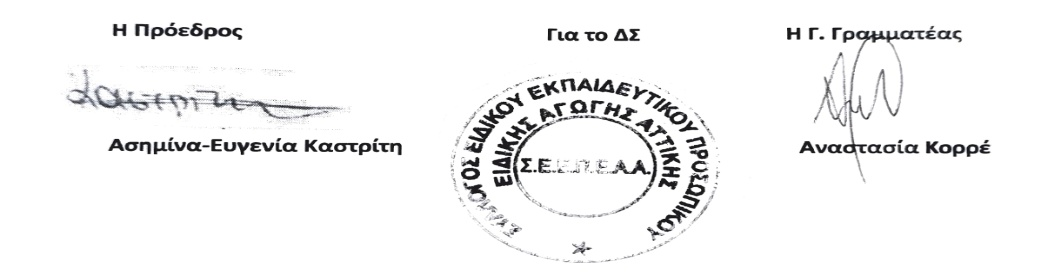 Η Πρόεδρος
Για το ΔΣ
Η Γ. Γραμματέας
Ασημίνα-Ευγενία Καστρίτη
ΣΥΛΛΟΓΟΣ ΕΙΔΙΚΟΥ ΕΚΠΑΙΔΕΥΤΙΚΟΥ ΠΡΟΣΩΠΙΚΟΥ
ΕΙΔΙΚΗΣ ΑΓΩΓΗΣ ΑΤΤΙΚΗΣ
Σ.Ε.Ε.Π.Ε.Α.Α.
Αναστασία Κορρέ